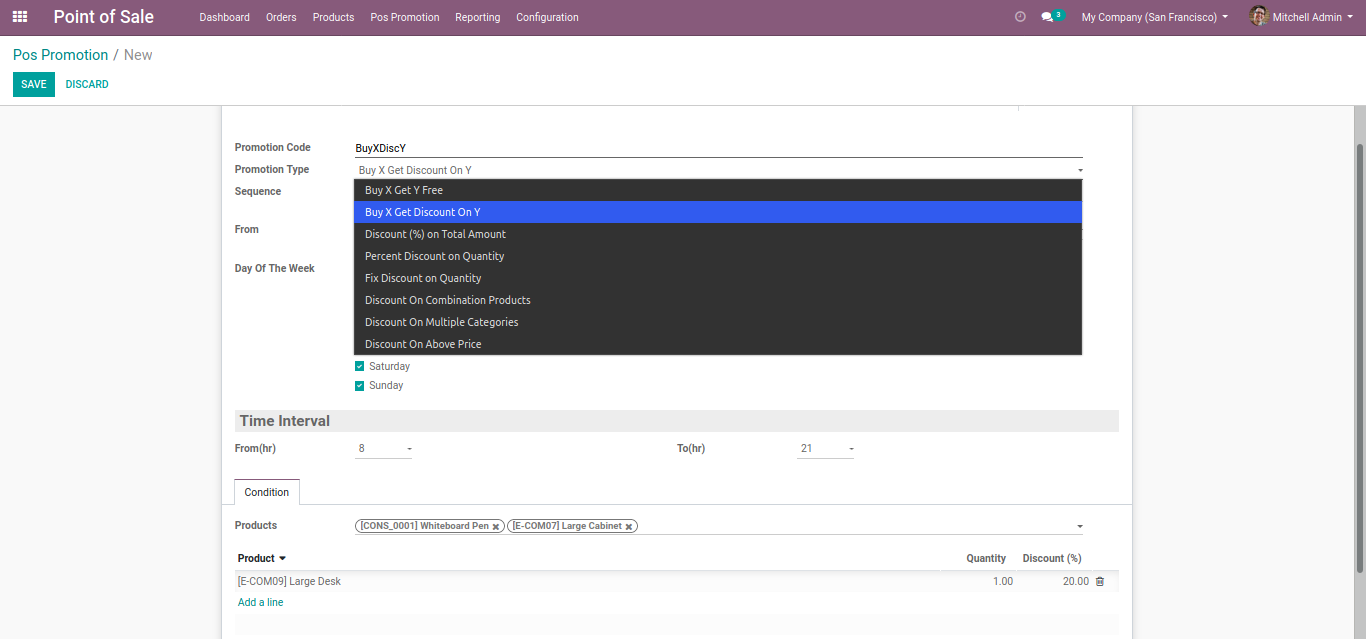 Point of Sale Dashboard Orders Products Pos Promotion Reporting Configuration 3 My Company (San Francisco) Mitchell Admin
Pos Promotion / New
SAVE DISCARD
Promotion Code BuyXDiscY
Promotion Type Buy X Get Discount On Y
Sequence
Buy X Get Y Free
Buy X Get Discount On Y
From
Discount (%) on Total Amount
Percent Discount on Quantity
Day Of The Week
Fix Discount on Quantity
Discount On Combination Products
Discount On Multiple Categories
Discount On Above Price
Saturday
Sunday
Time Interval
From(hr) 8 To(hr) 21
Condition
Products [CONS_0001] Whiteboard Pen [E-COM07] Large Cabinet
Product Quantity Discount (%)
[E-COM09] Large Desk 1.00 20.00
Add a line